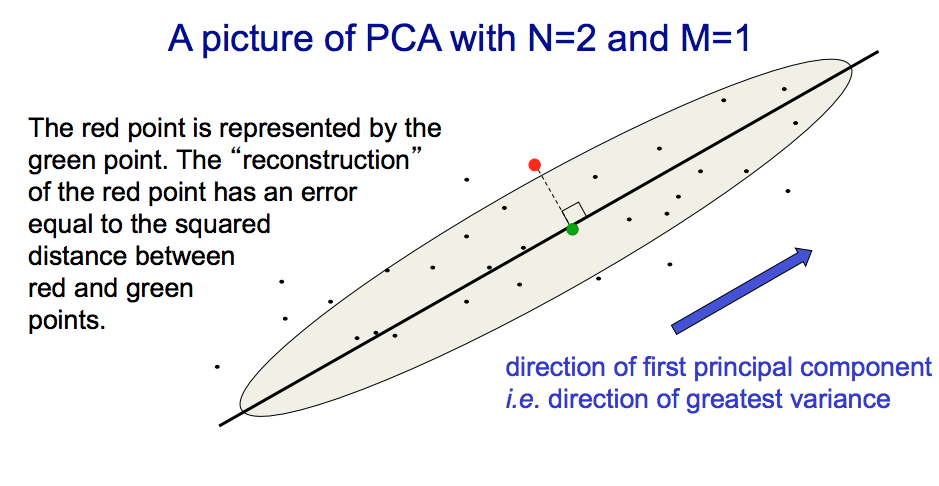 A picture of PCA with N=2 and M=1
The red point is represented by the
green point. The “reconstruction”
of the red point has an error
equal to the squared
distance between
red and green
points.
direction of first principal component
i.e. direction of greatest variance